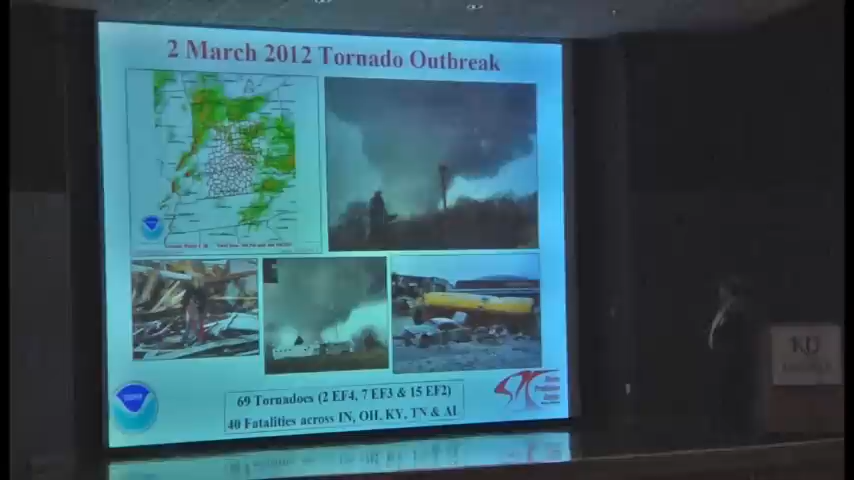 2 March 2012 Tornado Outbreak
69 Tornadoes (2 EF4, 7 EF3 & 15 EF2)
40 Fatalities across IN, OH, KY, TN & AL
KU